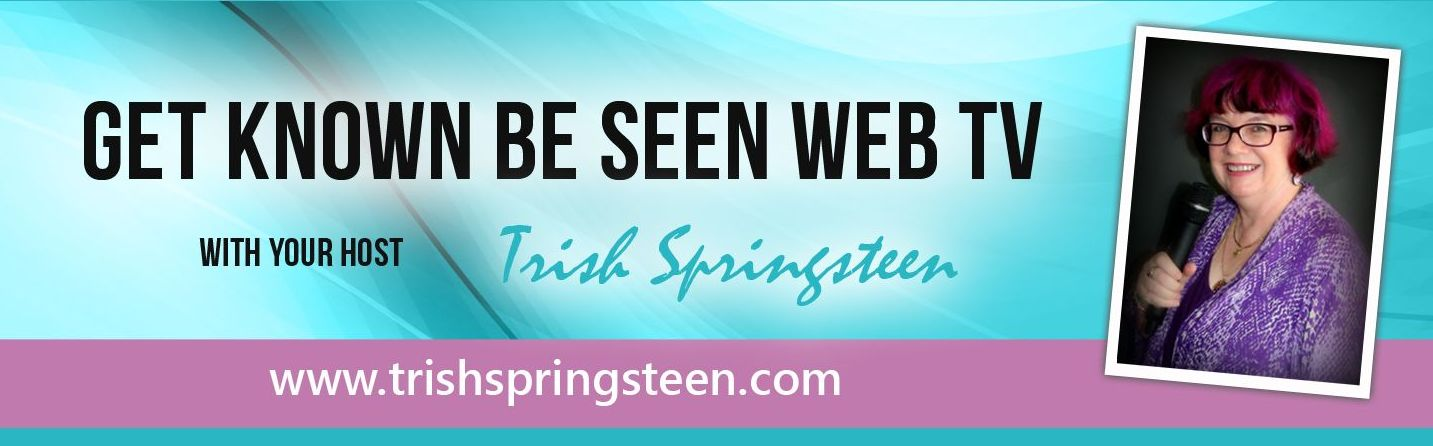 GET KNOWN BE SEEN WEB TV
WITH YOUR HOST Trish Springsteen
www.trishspringsteen.com